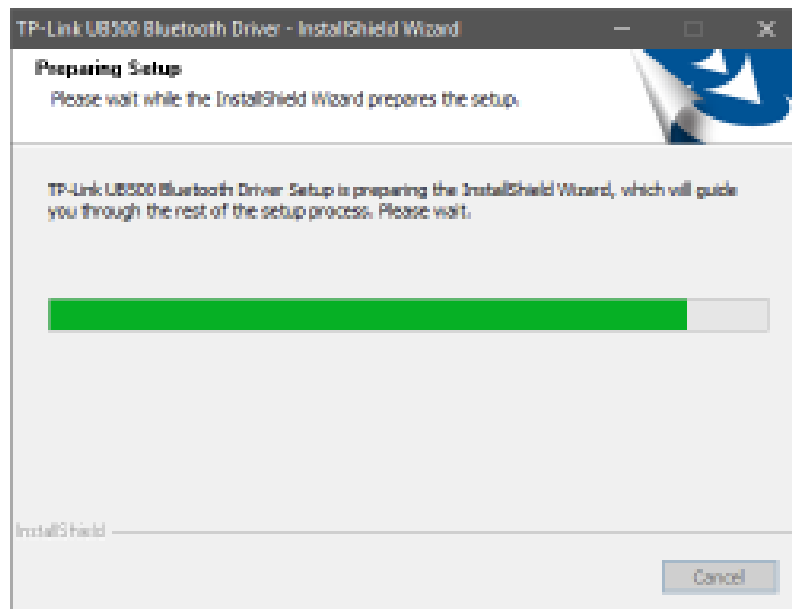 TP-Link UB500 Bluetooth Driver - InstallShield Wizard
Preparing Setup
Please wait while the InstallShield Wizard prepares the setup.
TP-Link UB500 Bluetooth Driver Setup is preparing the InstallShield Wizard, which will guide
you through the rest of the setup process. Please wait.
InstallShield
Cancel